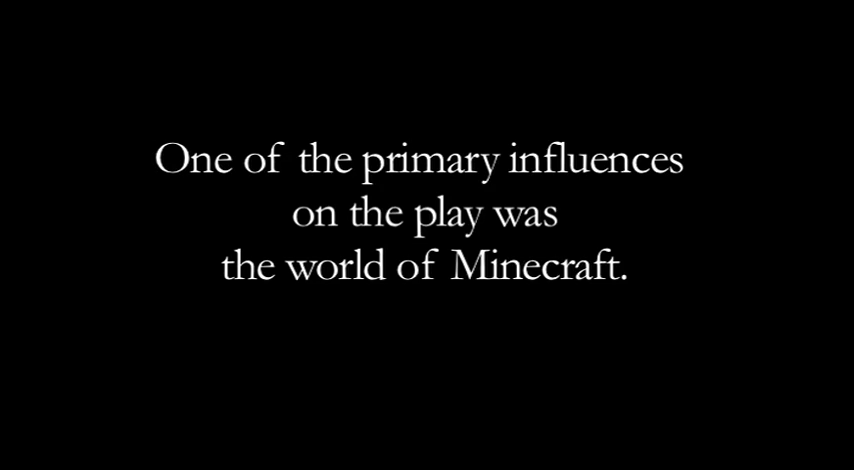 One of the primary influences
on the play was
the world of Minecraft.